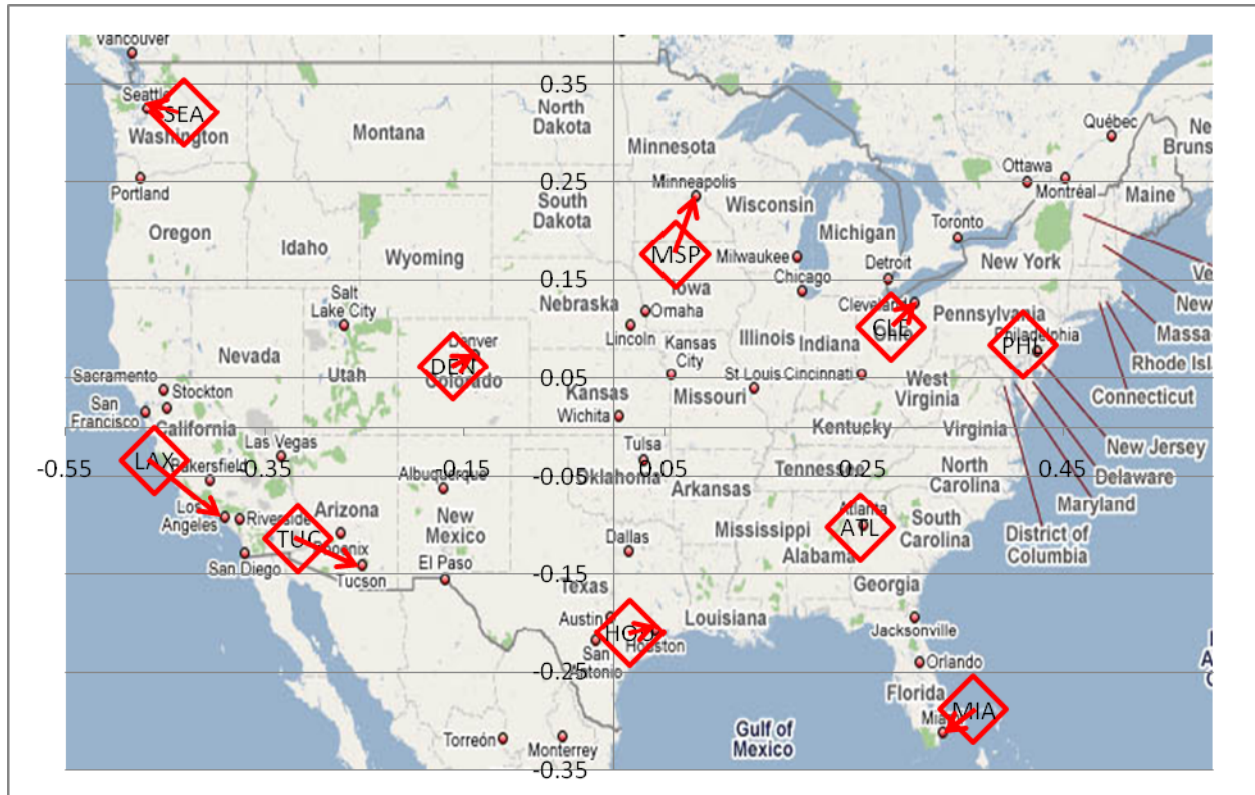 Vancouver
0.35
Seattle
SEA
Washington
North
Dakota
Montana
Minnesota
Québec
Ottawa
Montréal
Maine
Portland
0.25
Minneapolis
South
Dakota
Wisconsin
Oregon
Idaho
Wyoming
MSP
Milwaukee
Michigan
Toronto
Detroit
New York
0.15
Iowa
Chicago
Nebraska
Omaha
Lincoln
Salt
Lake City
Cleveland
CLE
Pennsylvania
Massa
Nevada
Denver
DEN
Colorado
Utah
Kansas
City
Illinois
Indiana
PHL
Philadelphia
Rhode Isl
Sacramento
Stockton
0.05
St Louis
Cincinnati
Kansas
Missouri
West
Virginia
Connecticut
San
Francisco
California
Wichita
Kentucky
Virginia
New Jersey
Las Vegas
Tulsa
LAX
-0.55
-0.35
-0.15
0.05
0.25
0.45
Bakersfield
Albuquerque
-0.05
Oklahoma
Tennessee
North
Carolina
Delaware
Maryland
Arkansas
Los
Angeles
Riverside
Arizona
New
Mexico
Atlanta
ATL
Mississippi
Alabama
South
Carolina
District of
Columbia
TUC
Dallas
San Diego
Tucson
El Paso
-0.15
Texas
Georgia
Austin
HOU
Houston
Louisiana
Jacksonville
San
Antonio
-0.25
Orlando
Florida
MIA
Gulf of
Mexico
Torreón
Monterrey
-0.35